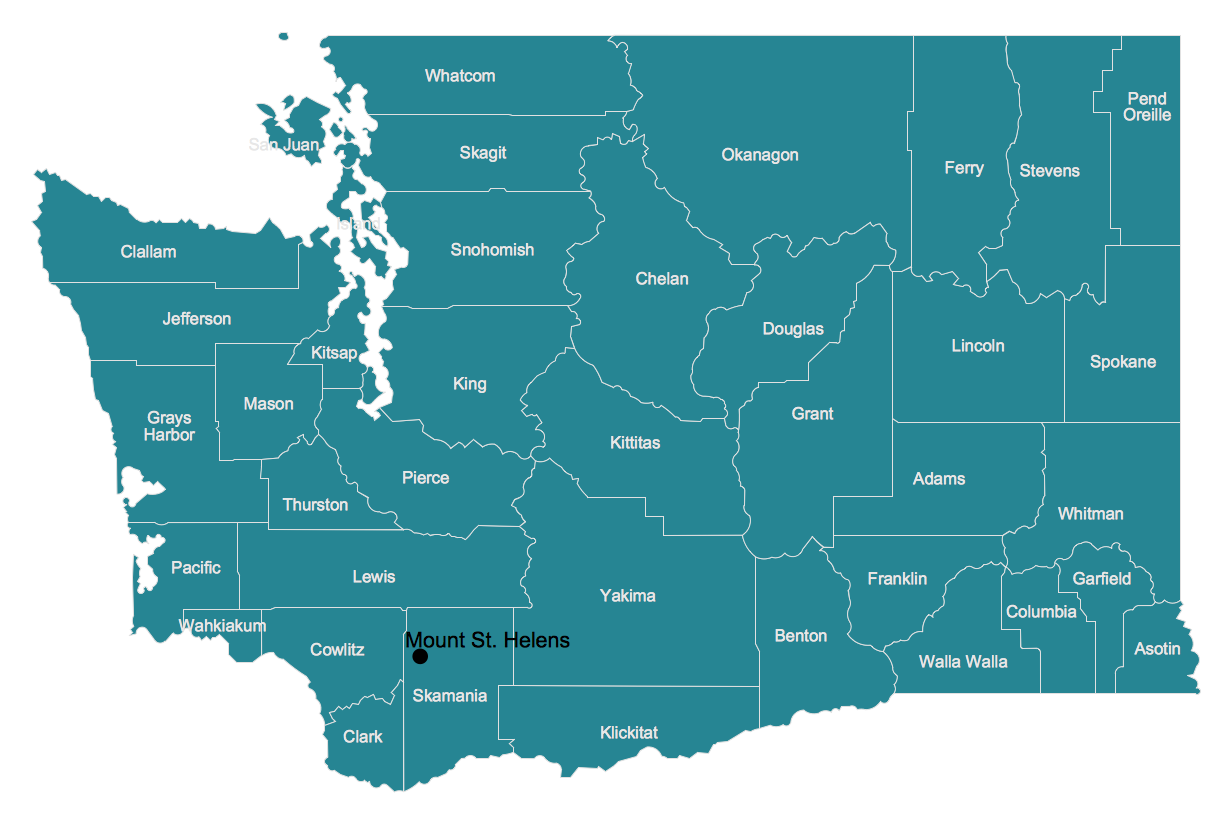 Whatcom
Pend
Oreille
San Juan
Skagit
Okanagon
Ferry
Stevens
Island
Clallam
Snohomish
Chelan
Jefferson
Douglas
Kitsap
Lincoln
Spokane
King
Mason
Grays
Harbor
Grant
Kittitas
Pierce
Adams
Thurston
Whitman
Pacific
Lewis
Franklin
Garfield
Yakima
Columbia
Wahkiakum
Benton
Mount St. Helens
Cowlitz
Asotin
Walla Walla
Skamania
Clark
Klickitat